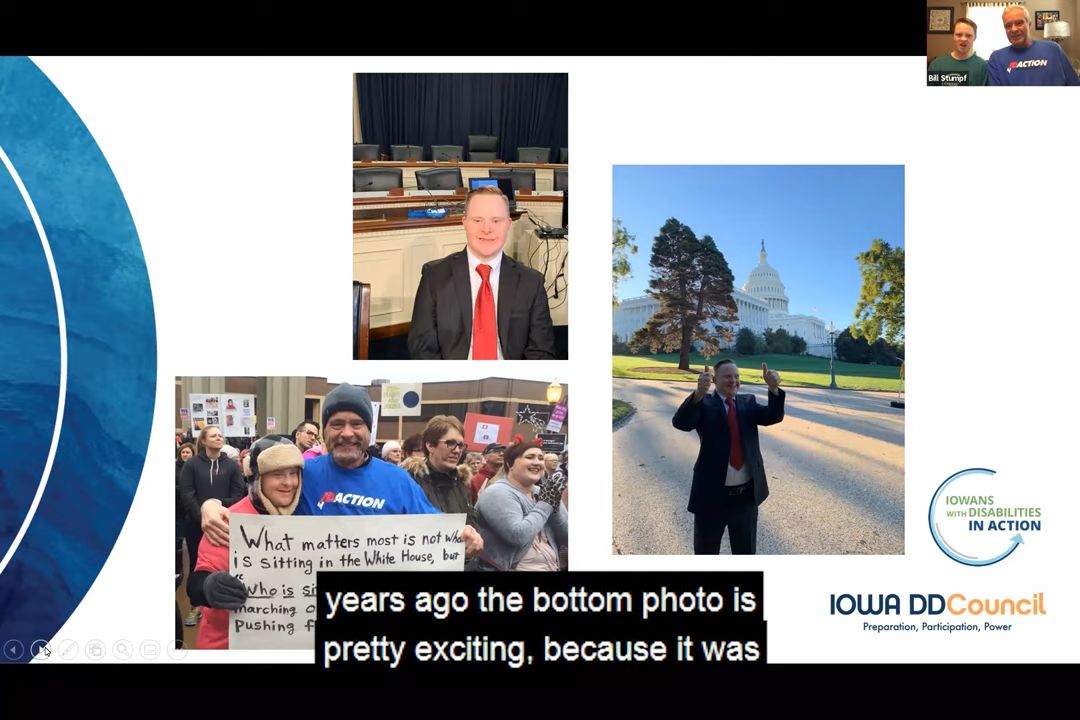 Bill Stumpf
ACTION
ACTION
What matters most is not who
is sitting in the White House, but
"Who is si
marching o
pushing f
years ago the bottom photo is
pretty exciting, because it was
IOWANS
WITH DISABILITIES
IN ACTION
IOWA DDCouncil
Preparation, Participation, Power